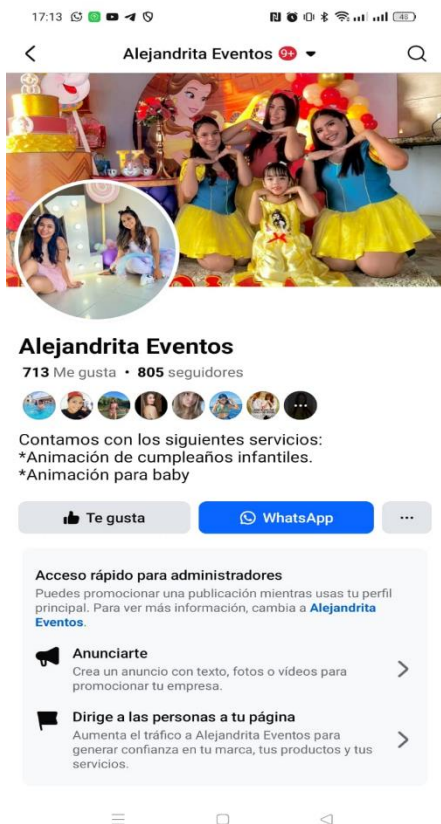 17:13
48
Alejandrita Eventos 9+
Alejandrita Eventos
713 Me gusta • 805 seguidores
Contamos con los siguientes servicios:
*Animación de cumpleaños infantiles.
*Animación para baby
Te gusta
WhatsApp
Acceso rápido para administradores
Puedes promocionar una publicación mientras usas tu perfil
principal. Para ver más información, cambia a Alejandrita
Eventos.
Anunciarte
Crea un anuncio con texto, fotos o vídeos para
promocionar tu empresa.
Dirige a las personas a tu página
Aumenta el tráfico a Alejandrita Eventos para
generar confianza en tu marca, tus productos y tus
servicios.